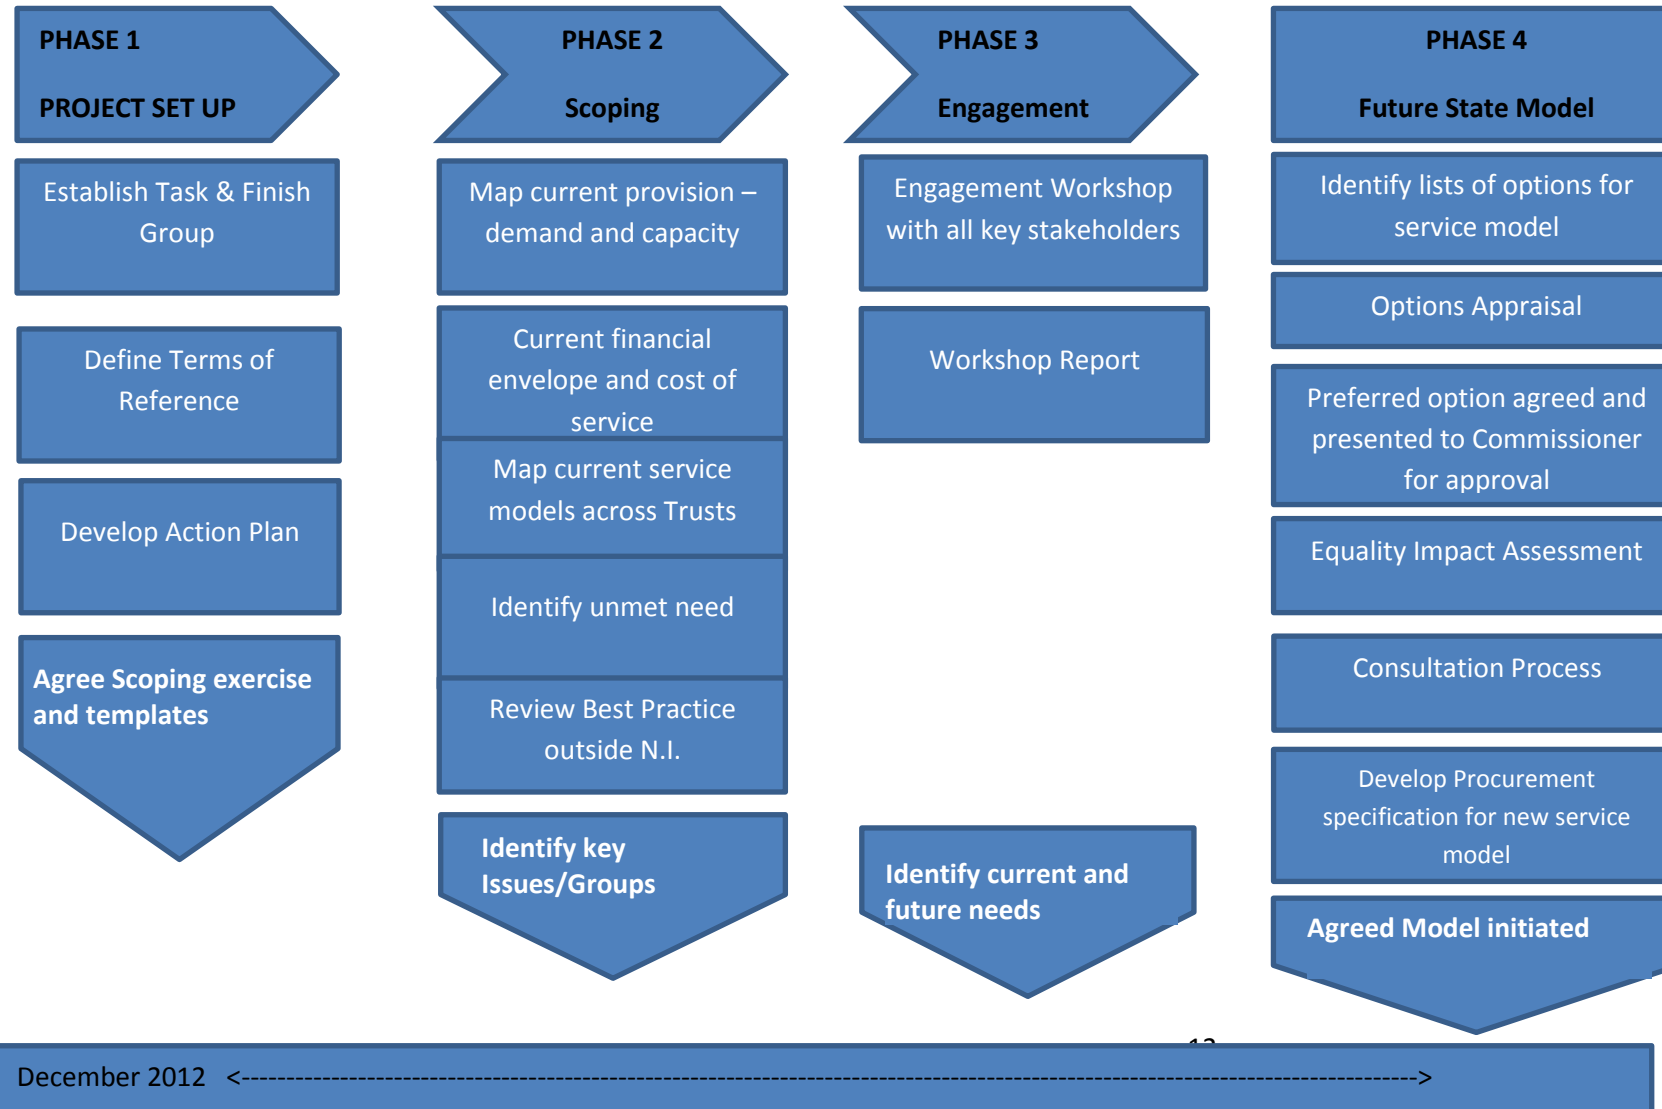 PHASE 1
PROJECT SET UP
Establish Task & Finish
Group
Define Terms of
Reference
Develop Action Plan
Agree Scoping exercise
and templates
PHASE 2
Scoping
Map current provision –
demand and capacity
Current financial
envelope and cost of
service
Map current service
models across Trusts
Identify unmet need
Review Best Practice
outside N.I.
Identify key
Issues/Groups
PHASE 3
Engagement
Engagement Workshop
with all key stakeholders
Workshop Report
Identify current and
future needs
PHASE 4
Future State Model
Identify lists of options for
service model
Options Appraisal
Preferred option agreed and
presented to Commissioner
for approval
Equality Impact Assessment
Consultation Process
Develop Procurement
specification for new service
model
Agreed Model initiated
December 2012 <----------------------------------------------------------------------------------------------------------------------------------->